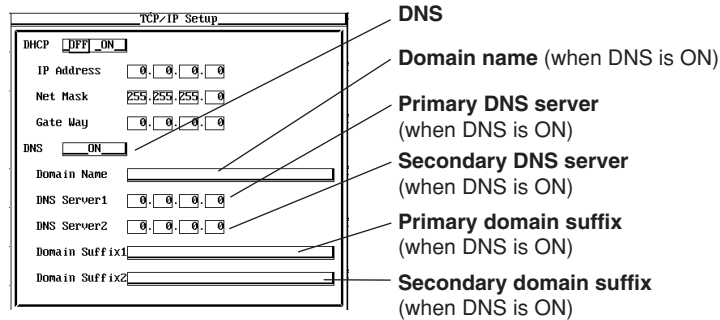 TCP/IP Setup
DHCP OFF ON
IP Address 0. 0. 0. 0
Net Mask 255.255.255. 0
Gate Way 0. 0. 0. 0
DNS ON
Domain Name
DNS Server1 0. 0. 0. 0
DNS Server2 0. 0. 0. 0
Domain Suffix1
Domain Suffix2
DNS
Domain name (when DNS is ON)
Primary DNS server
(when DNS is ON)
Secondary DNS server
(when DNS is ON)
Primary domain suffix
(when DNS is ON)
Secondary domain suffix
(when DNS is ON)